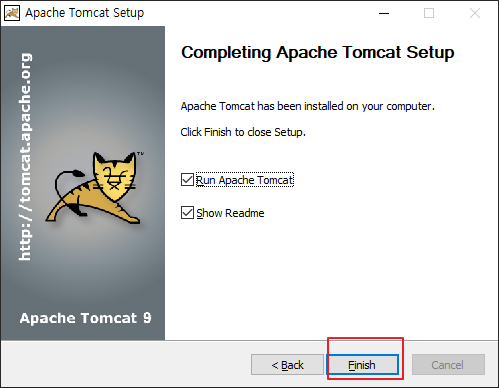 Apache Tomcat Setup
http://tomcat.apache.org
TM
Apache Tomcat 9
Completing Apache Tomcat Setup
Apache Tomcat has been installed on your computer.
Click Finish to close Setup.
Run Apache Tomcat
Show Readme
< Back
Finish
Cancel